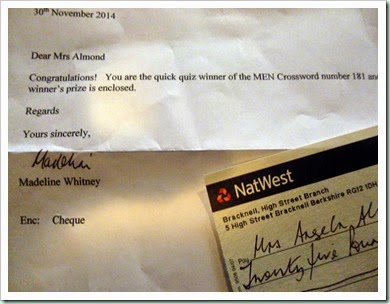 30th November 2014
Dear Mrs Almond
Congratulations! You are the quick quiz winner of the MEN Crossword number 181 and
winner's prize is enclosed.
Regards
Yours sincerely,
Madeline Whitney
Enc: Cheque
NatWest
Bracknell, High Street Branch
5 High Street Bracknell Berkshire RG12 1DH
Pay Mrs Angela Al
Twenty five